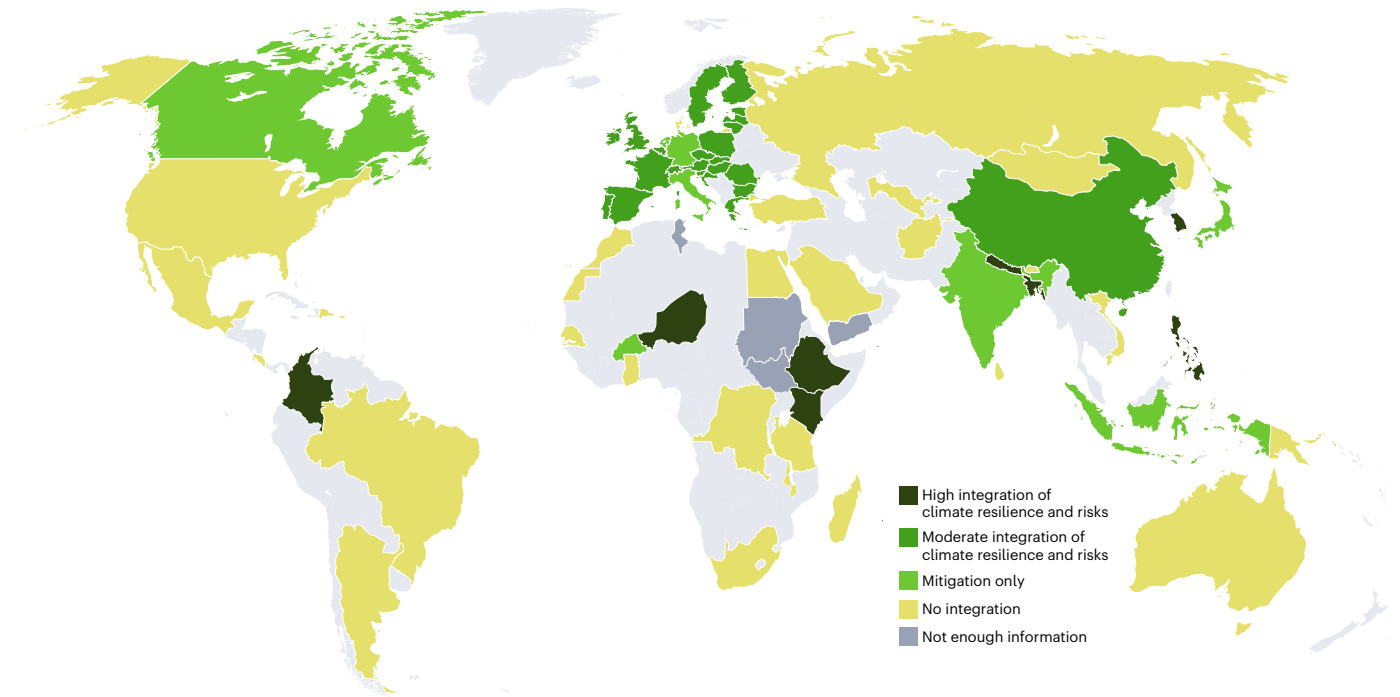 High integration of
climate resilience and risks
Moderate integration of
climate resilience and risks
Mitigation only
No integration
Not enough information